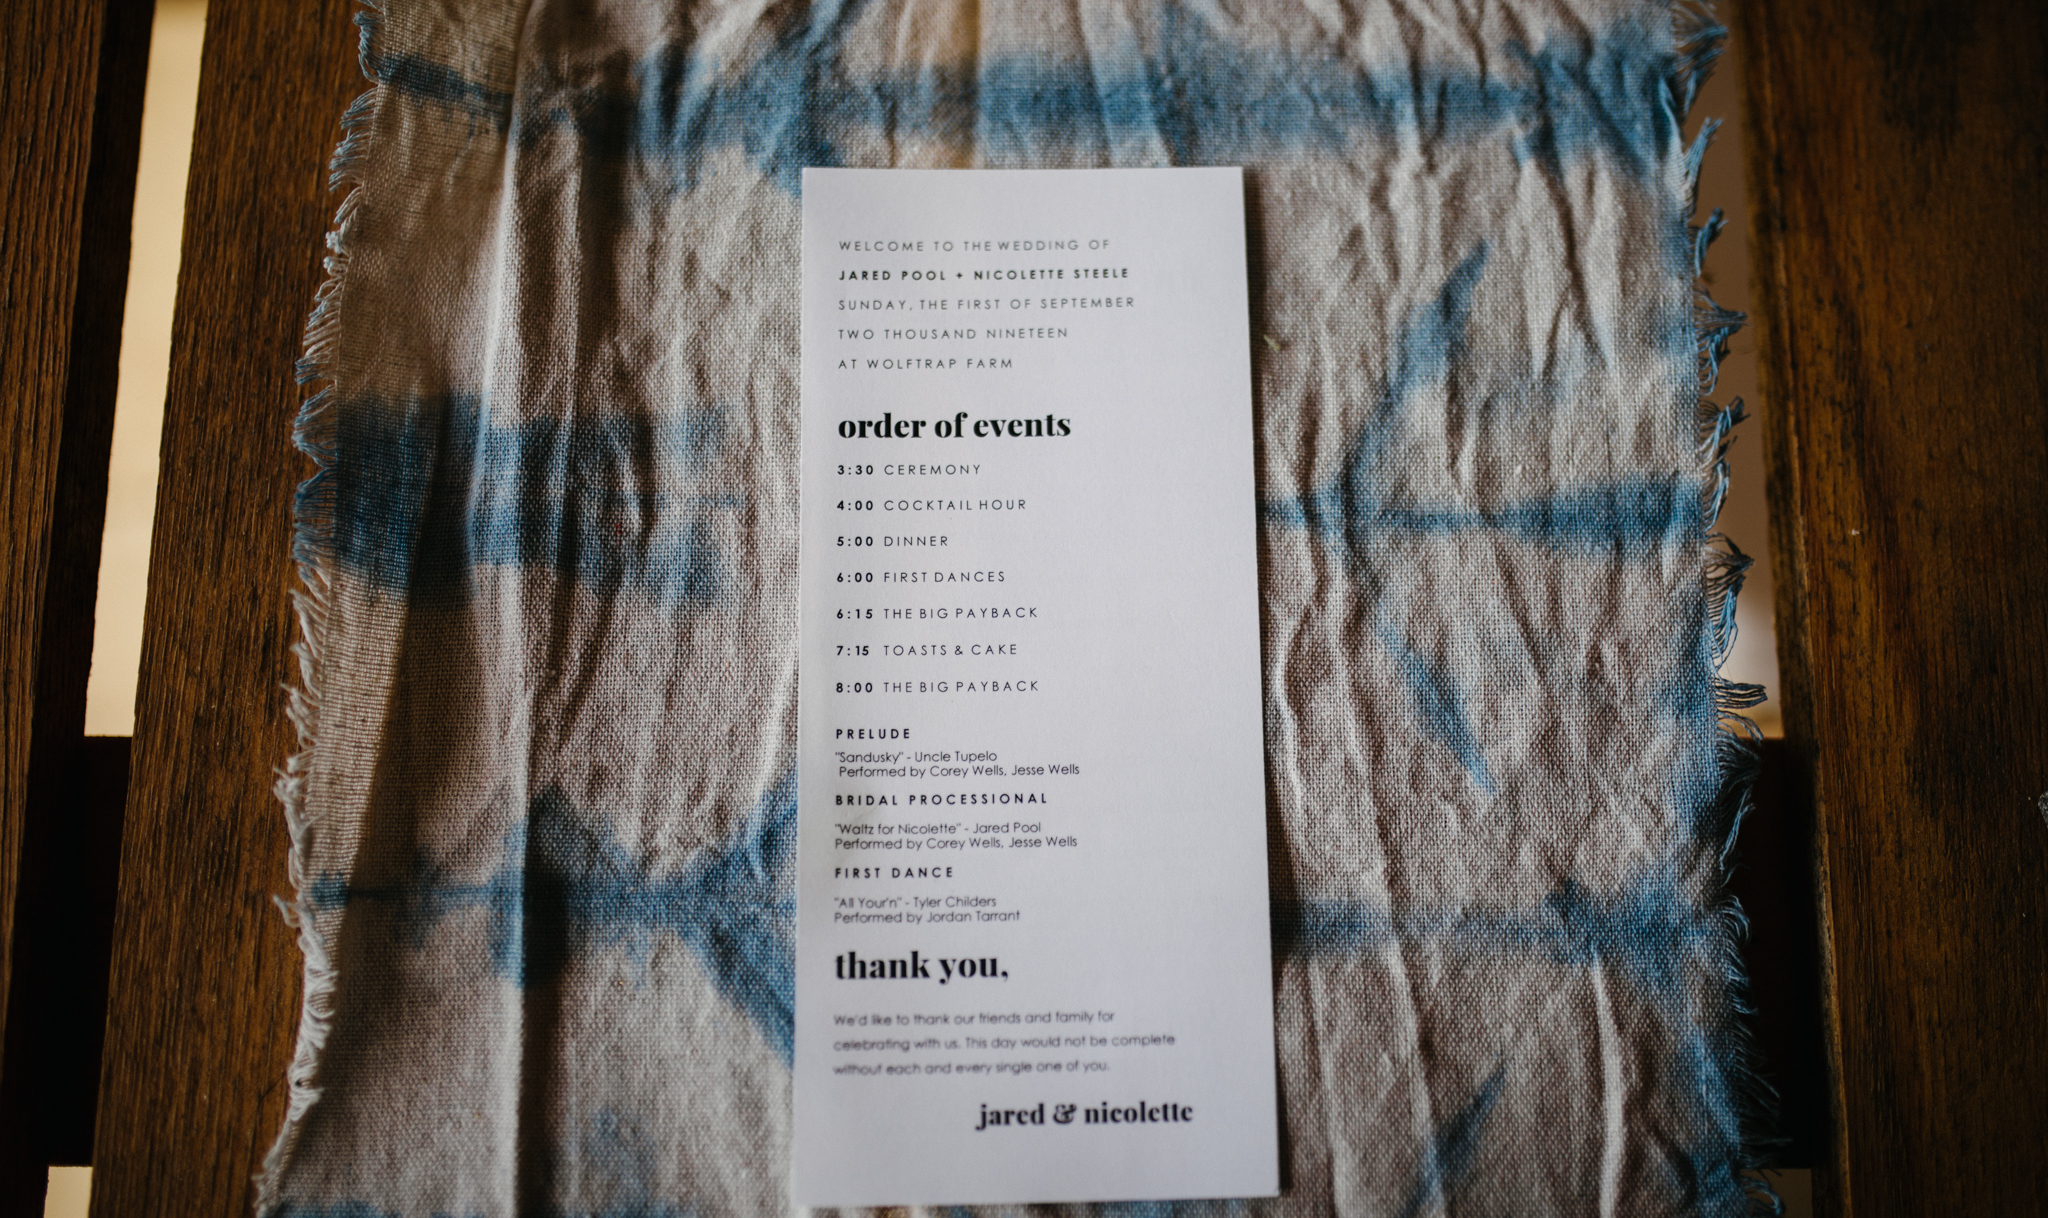 WELCOME TO THE WEDDING OF
JARED POOL + NICOLETTE STEELE
SUNDAY, THE FIRST OF SEPTEMBER
TWO THOUSAND NINETEEN
AT WOLFTRAP FARM
order of events
3:30 CEREMONY
4:00 COCKTAIL HOUR
5:00 DINNER
6:00 FIRST DANCES
6:15 THE BIG PAYBACK
7:15 TOASTS & CAKE
8:00 THE BIG PAYBACK
PRELUDE
"Sandusky" - Uncle Tupelo
Performed by Corey Wells, Jesse Wells
BRIDAL PROCESSIONAL
"Waltz for Nicolette" - Jared Pool
Performed by Corey Wells, Jesse Wells
FIRST DANCE
"All Your'n" - Tyler Childers
Performed by Jordan Tarrant
thank you,
We'd like to thank our friends and family for
celebrating with us. This day would not be complete
without each and every single one of you.
jared & nicolette